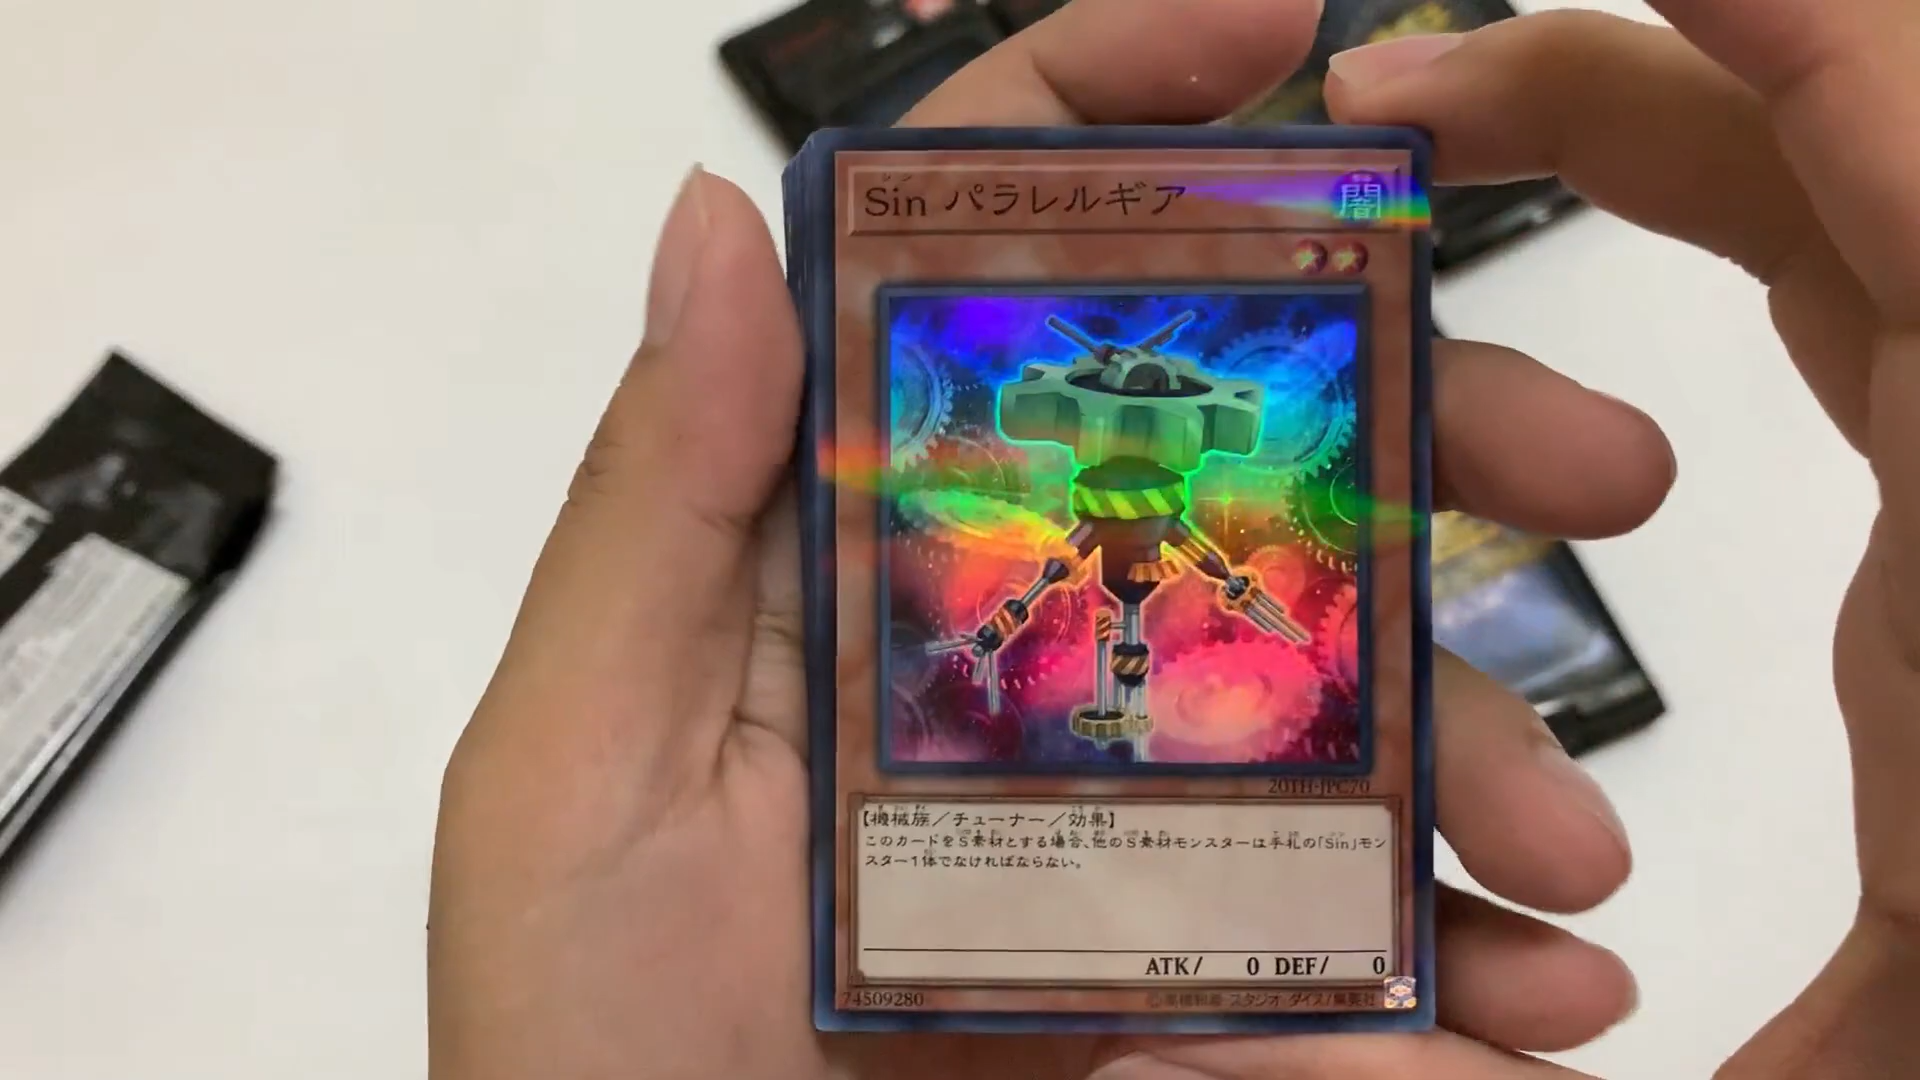 Sin パラレルギア
闇
20TH-JPC70
【機械族／チューナー／効果】
このカードをＳ素材とする場合、他のＳ素材モンスターは手札の「Sin」モン
スター１体でなければならない。
ATK/ 0 DEF/ 0
74509280 ©高橋和希 スタジオ・ダイス/集英社